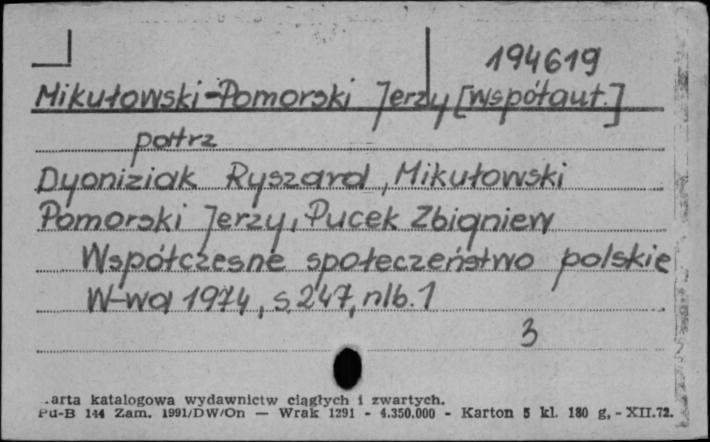 194619
Mikułowski-Pomorski Jerzy [współaut.]
patrz
Dyoniziak Ryszard, Mikułowski
Pomorski Jerzy, Pucek Zbigniew
Współczesne społeczeństwo polskie
W-wa 1974, s. 247, nlb. 1
3
arta katalogowa wydawnictw ciągłych i zwartych.
Pu-B 144 Zam. 1991/DW/On — Wrak 1291 - 4.350.000 - Karton 5 kl. 180 g, - XII.72.